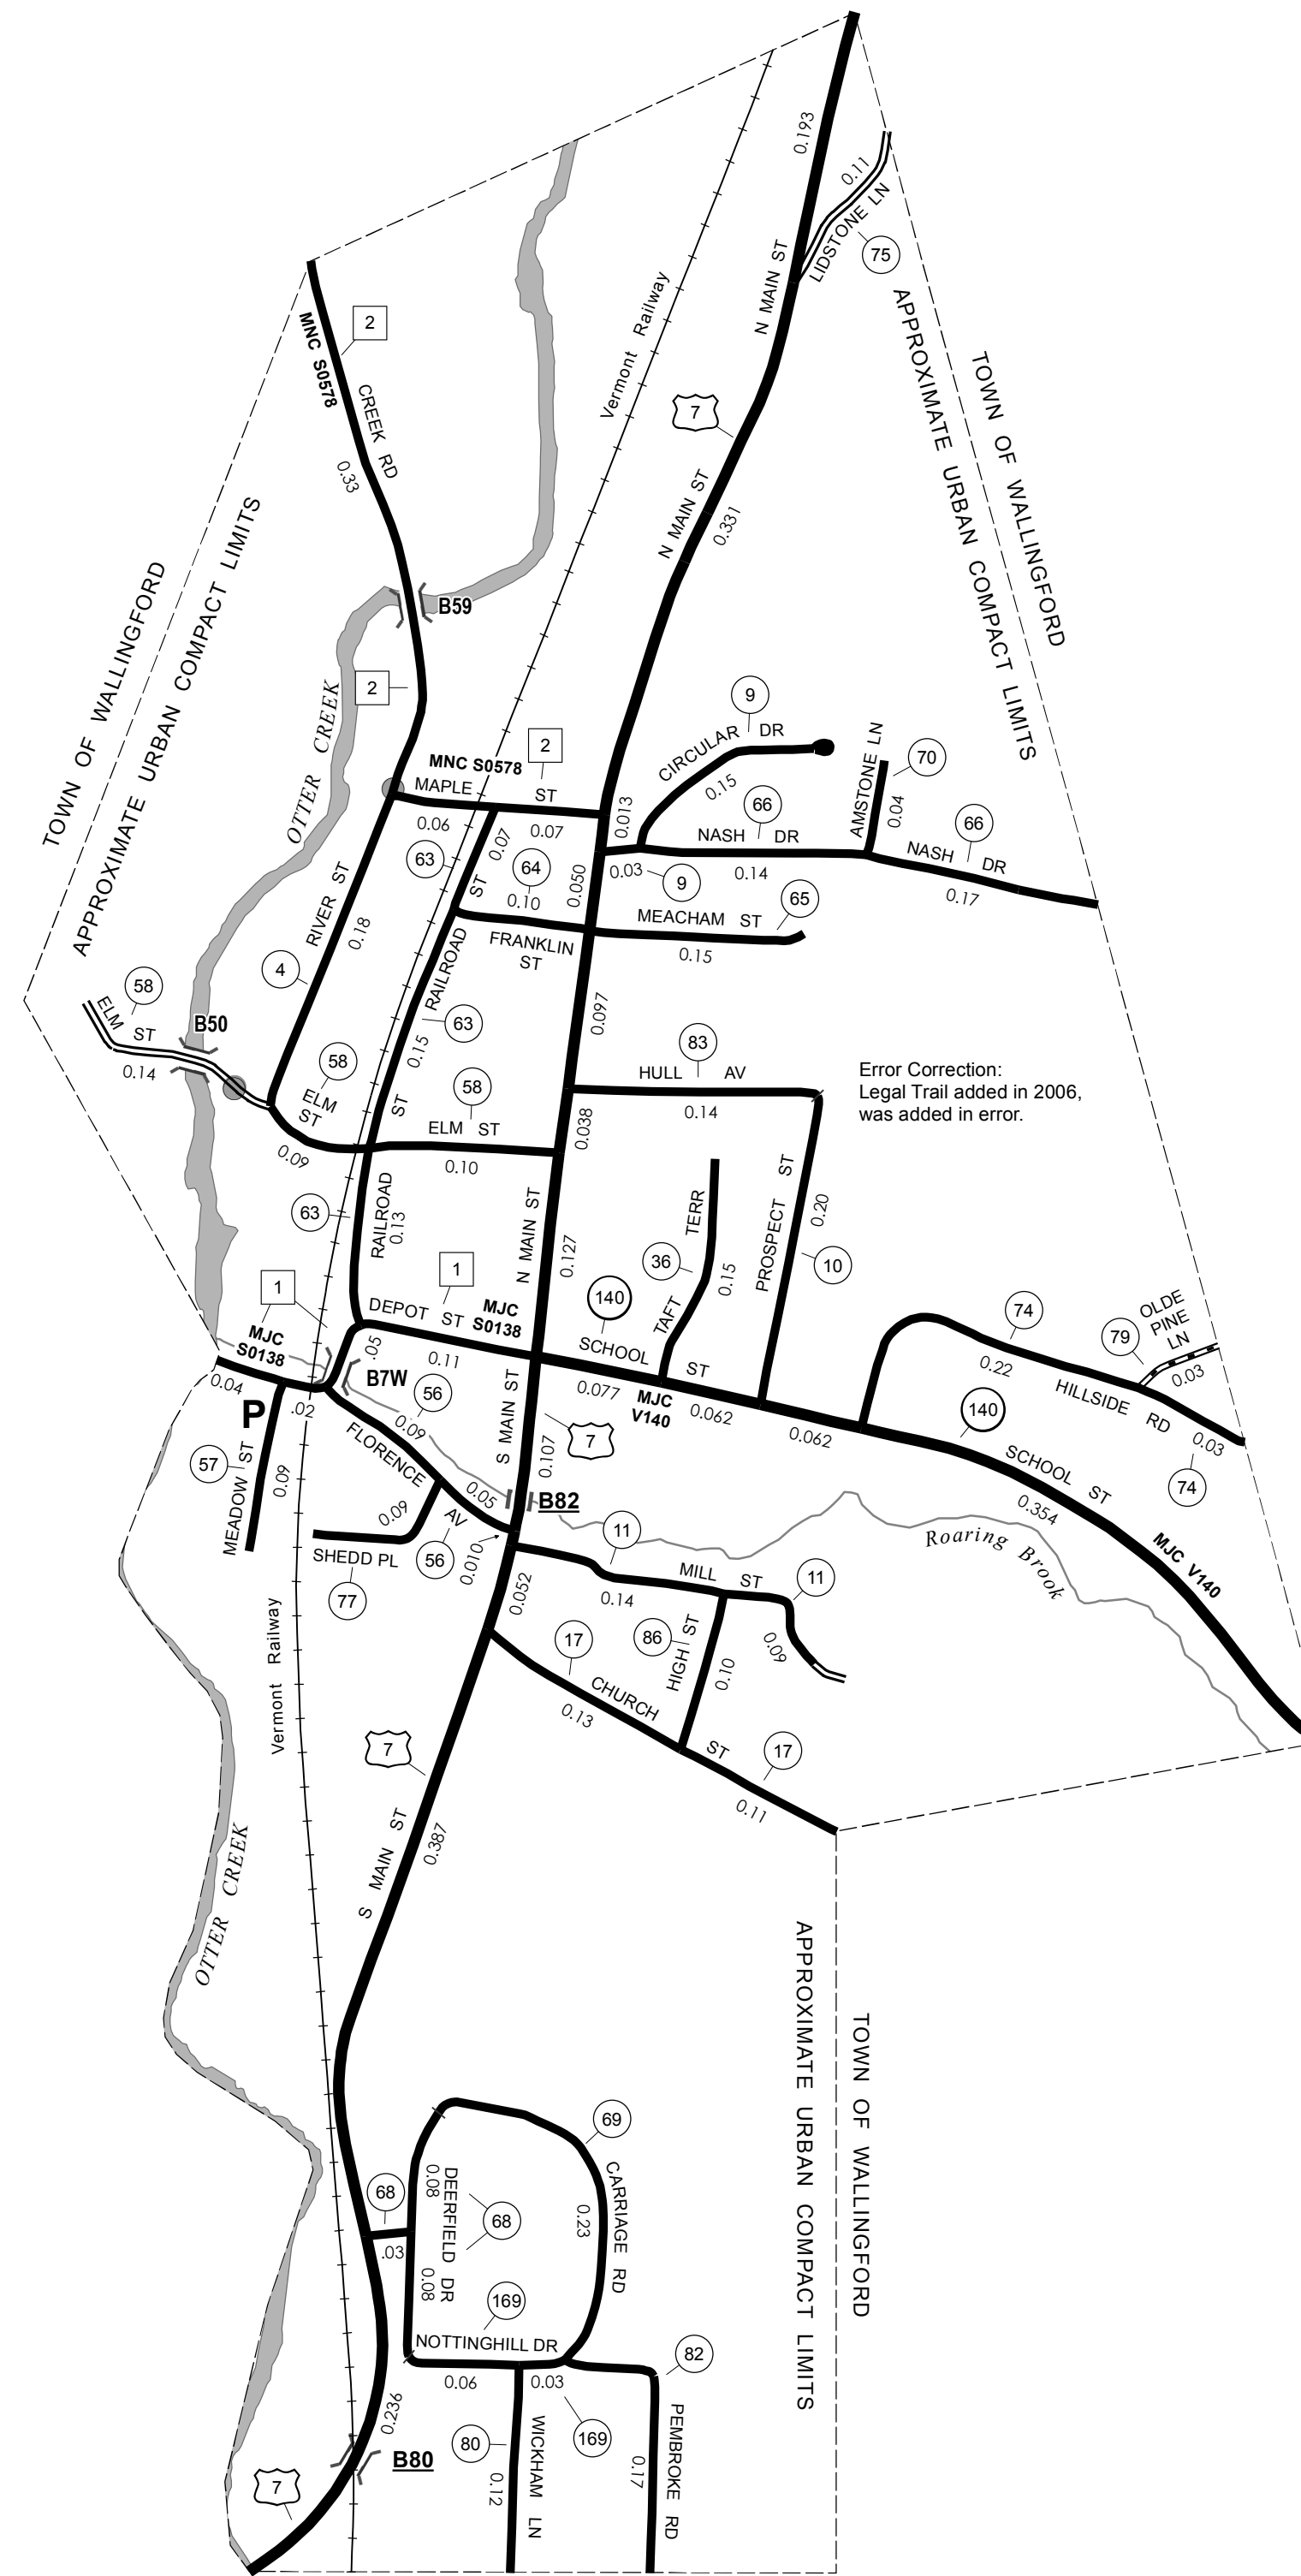 0.193
0.11
LIDSTONE LN
75
N MAIN ST
Vermont Railway
2
MNC S0578
CREEK RD
0.33
7
APPROXIMATE URBAN COMPACT LIMITS
TOWN OF WALLINGFORD
N MAIN ST
0.331
TOWN OF WALLINGFORD
APPROXIMATE URBAN COMPACT LIMITS
B59
2
OTTER CREEK
9
CIRCULAR DR
0.15
AMSTONE LN
70
0.04
MNC S0578
2
MAPLE ST
0.06
0.07
0.013
66
NASH DR
0.14
66
NASH DR
0.17
63
0.07
64
0.10
0.050
0.03
9
65
MEACHAM ST
0.15
RIVER ST
0.18
4
RAILROAD ST
FRANKLIN
ST
58
ELM ST
0.14
B50
63
0.15
0.097
58
ELM
ST
0.09
58
ELM ST
0.10
83
HULL AV
0.14
0.038
Error Correction:
Legal Trail added in 2006,
was added in error.
63
RAILROAD ST
0.13
N MAIN ST
0.127
TAFT TERR
36
0.15
PROSPECT ST
0.20
10
1
MJC
S0138
1
DEPOT ST
MJC
S0138
.05
0.11
140
SCHOOL ST
0.077
MJC
V140
0.062
0.062
74
0.22
HILLSIDE RD
79
OLDE
PINE
LN
0.03
0.03
74
140
SCHOOL ST
0.354
MJC V140
0.04
P
.02
B7W
56
0.09
FLORENCE AV
S MAIN ST
0.107
7
57
MEADOW ST
0.09
0.05
B82
0.09
SHEDD PL
77
56
0.010
0.052
11
MILL ST
0.14
11
0.09
Roaring Brook
86
HIGH ST
0.10
17
CHURCH ST
0.13
17
0.11
Vermont Railway
7
S MAIN ST
0.387
OTTER CREEK
APPROXIMATE URBAN COMPACT LIMITS
TOWN OF WALLINGFORD
69
CARRIAGE RD
0.23
68
.03
0.08
DEERFIELD DR
68
0.08
169
NOTTINGHILL DR
0.06
0.03
169
82
PEMBROKE RD
0.17
80
WICKHAM LN
0.12
0.236
B80
7